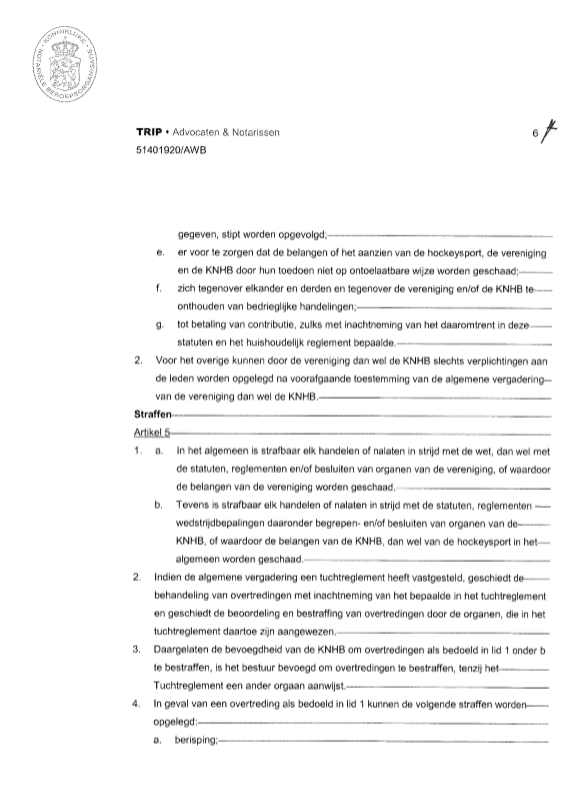 KONINKLIJKE
NOTARIËLE BEROEPSORGANISATIE
TRIP • Advocaten & Notarissen
6
51401920/AWB
gegeven, stipt worden opgevolgd;
e. er voor te zorgen dat de belangen of het aanzien van de hockeysport, de vereniging
en de KNHB door hun toedoen niet op ontoelaatbare wijze worden geschaad;
f. zich tegenover elkander en derden en tegenover de vereniging en/of de KNHB te
onthouden van bedrieglijke handelingen;
g. tot betaling van contributie, zulks met inachtneming van het daaromtrent in deze
statuten en het huishoudelijk reglement bepaalde.
2. Voor het overige kunnen door de vereniging dan wel de KNHB slechts verplichtingen aan
de leden worden opgelegd na voorafgaande toestemming van de algemene vergadering
van de vereniging dan wel de KNHB.
Straffen
Artikel 5
1. a. In het algemeen is strafbaar elk handelen of nalaten in strijd met de wet, dan wel met
de statuten, reglementen en/of besluiten van organen van de vereniging, of waardoor
de belangen van de vereniging worden geschaad.
b. Tevens is strafbaar elk handelen of nalaten in strijd met de statuten, reglementen
wedstrijdbepalingen daaronder begrepen- en/of besluiten van organen van de
KNHB, of waardoor de belangen van de KNHB, dan wel van de hockeysport in het
algemeen worden geschaad.
2. Indien de algemene vergadering een tuchtreglement heeft vastgesteld, geschiedt de
behandeling van overtredingen met inachtneming van het bepaalde in het tuchtreglement
en geschiedt de beoordeling en bestraffing van overtredingen door de organen, die in het
tuchtreglement daartoe zijn aangewezen.
3. Daargelaten de bevoegdheid van de KNHB om overtredingen als bedoeld in lid 1 onder b
te bestraffen, is het bestuur bevoegd om overtredingen te bestraffen, tenzij het
Tuchtreglement een ander orgaan aanwijst.
4. In geval van een overtreding als bedoeld in lid 1 kunnen de volgende straffen worden
opgelegd:
a. berisping;